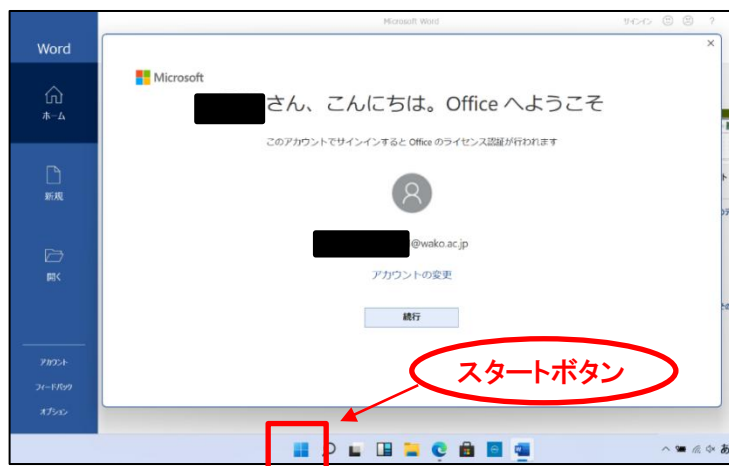 Microsoft Word
サインイン
?
Word
Microsoft
さん、こんにちは。Office へようこそ
ホーム
このアカウントでサインインすると Office のライセンス認証が行われます
新規
@wako.ac.jp
開く
アカウントの変更
続行
スタートボタン
アカウント
フィードバック
オプション
あ